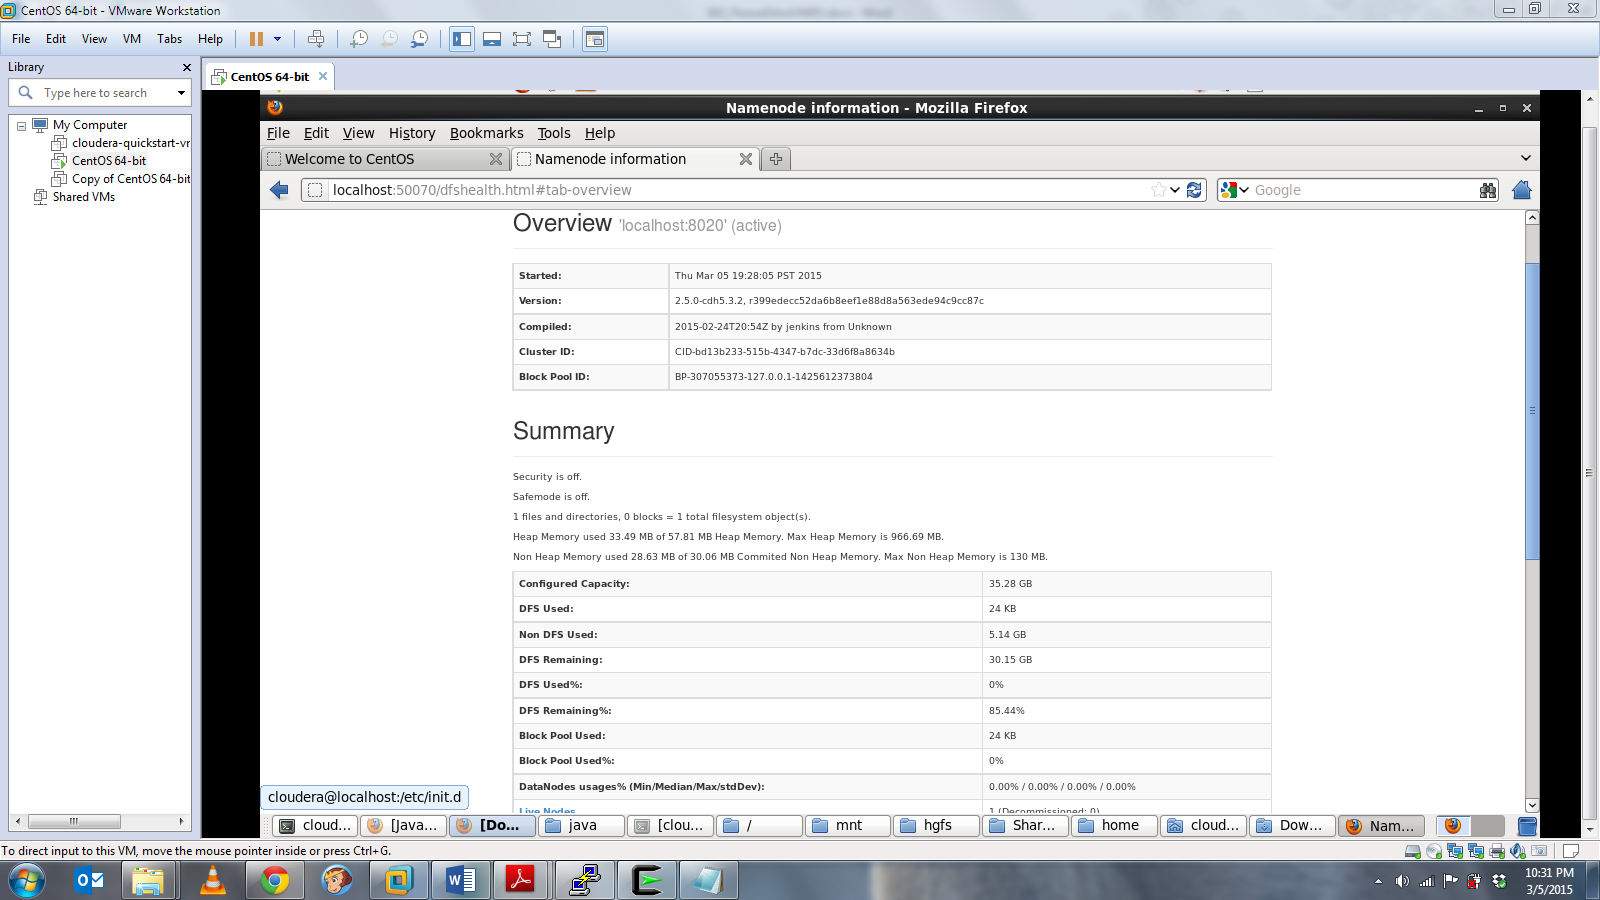 CentOS 64-bit - VMware Workstation
File Edit View VM Tabs Help
Library
Type here to search
My Computer
cloudera-quickstart-vr
CentOS 64-bit
Copy of CentOS 64-bit
Shared VMs
CentOS 64-bit
Namenode information - Mozilla Firefox
File Edit View History Bookmarks Tools Help
Welcome to CentOS
Namenode information
localhost:50070/dfshealth.html#tab-overview
Google
Overview 'localhost:8020' (active)
Started: Thu Mar 05 19:28:05 PST 2015
Version: 2.5.0-cdh5.3.2, r399edecc52da6b8eef1e88d8a563ede94c9cc87c
Compiled: 2015-02-24T20:54Z by jenkins from Unknown
Cluster ID: CID-bd13b233-515b-4347-b7dc-33d6f8a8634b
Block Pool ID: BP-307055373-127.0.0.1-1425612373804
Summary
Security is off.
Safemode is off.
1 files and directories, 0 blocks = 1 total filesystem object(s).
Heap Memory used 33.49 MB of 57.81 MB Heap Memory. Max Heap Memory is 966.69 MB.
Non Heap Memory used 28.63 MB of 30.06 MB Commited Non Heap Memory. Max Non Heap Memory is 130 MB.
Configured Capacity: 35.28 GB
DFS Used: 24 KB
Non DFS Used: 5.14 GB
DFS Remaining: 30.15 GB
DFS Used%: 0%
DFS Remaining%: 85.44%
Block Pool Used: 24 KB
Block Pool Used%: 0%
DataNodes usages% (Min/Median/Max/stdDev): 0.00% / 0.00% / 0.00% / 0.00%
Live Nodes 1 (Decommissioned: 0)
cloudera@localhost:/etc/init.d
cloud... [Java... [Do... java [clou... / mnt hgfs Shar... home cloud... Dow... Nam...
To direct input to this VM, move the mouse pointer inside or press Ctrl+G.
10:31 PM
3/5/2015